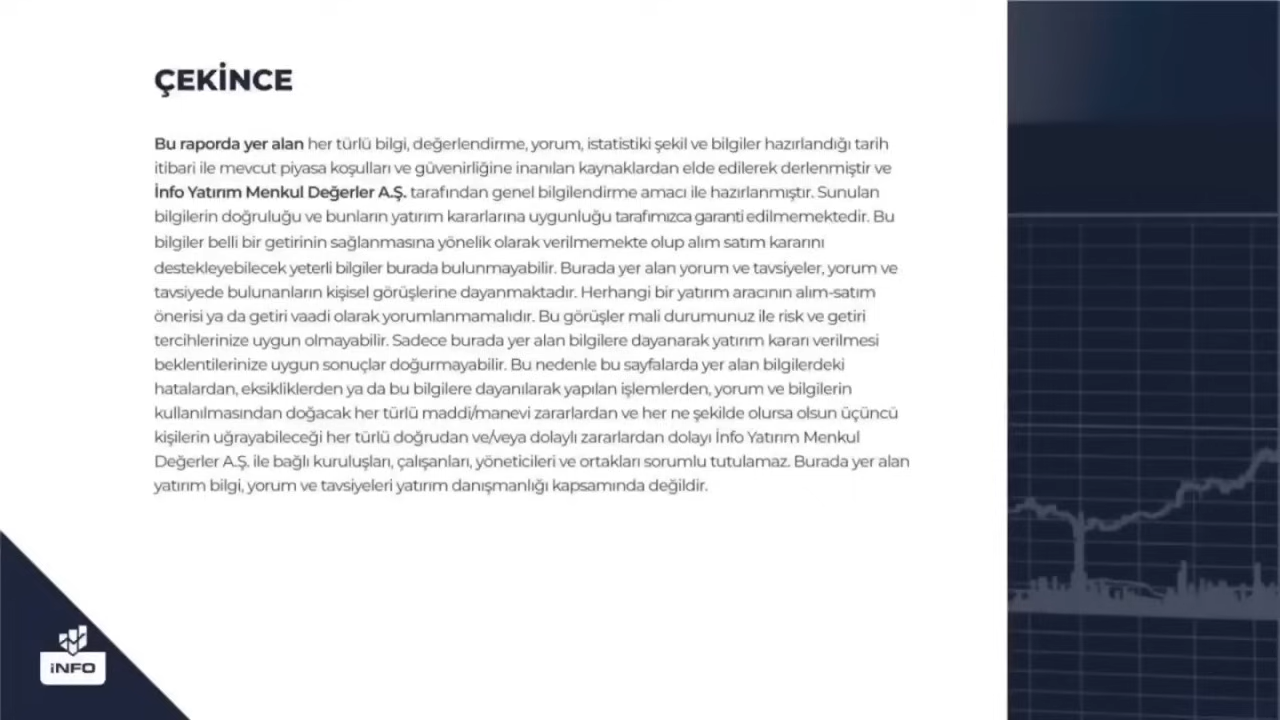 ÇEKİNCE
Bu raporda yer alan her türlü bilgi, değerlendirme, yorum, istatistiki şekil ve bilgiler hazırlandığı tarih
itibari ile mevcut piyasa koşulları ve güvenirliğine inanılan kaynaklardan elde edilerek derlenmiştir ve
İnfo Yatırım Menkul Değerler A.Ş. tarafından genel bilgilendirme amacı ile hazırlanmıştır. Sunulan
bilgilerin doğruluğu ve bunların yatırım kararlarına uygunluğu tarafımızca garanti edilmemektedir. Bu
bilgiler belli bir getirinin sağlanmasına yönelik olarak verilmemekte olup alım satım kararını
destekleyebilecek yeterli bilgiler burada bulunmayabilir. Burada yer alan yorum ve tavsiyeler, yorum ve
tavsiyede bulunanların kişisel görüşlerine dayanmaktadır. Herhangi bir yatırım aracının alım-satım
önerisi ya da getiri vaadi olarak yorumlanmamalıdır. Bu görüşler mali durumunuz ile risk ve getiri
tercihlerinize uygun olmayabilir. Sadece burada yer alan bilgilere dayanarak yatırım kararı verilmesi
beklentilerinize uygun sonuçlar doğurmayabilir. Bu nedenle bu sayfalarda yer alan bilgilerdeki
hatalardan, eksikliklerden ya da bu bilgilere dayanılarak yapılan işlemlerden, yorum ve bilgilerin
kullanılmasından doğacak her türlü maddi/manevi zararlardan ve her ne şekilde olursa olsun üçüncü
kişilerin uğrayabileceği her türlü doğrudan ve/veya dolaylı zararlardan dolayı İnfo Yatırım Menkul
Değerler A.Ş. ile bağlı kuruluşları, çalışanları, yöneticileri ve ortakları sorumlu tutulamaz. Burada yer alan
yatırım bilgi, yorum ve tavsiyeleri yatırım danışmanlığı kapsamında değildir.
iNFO